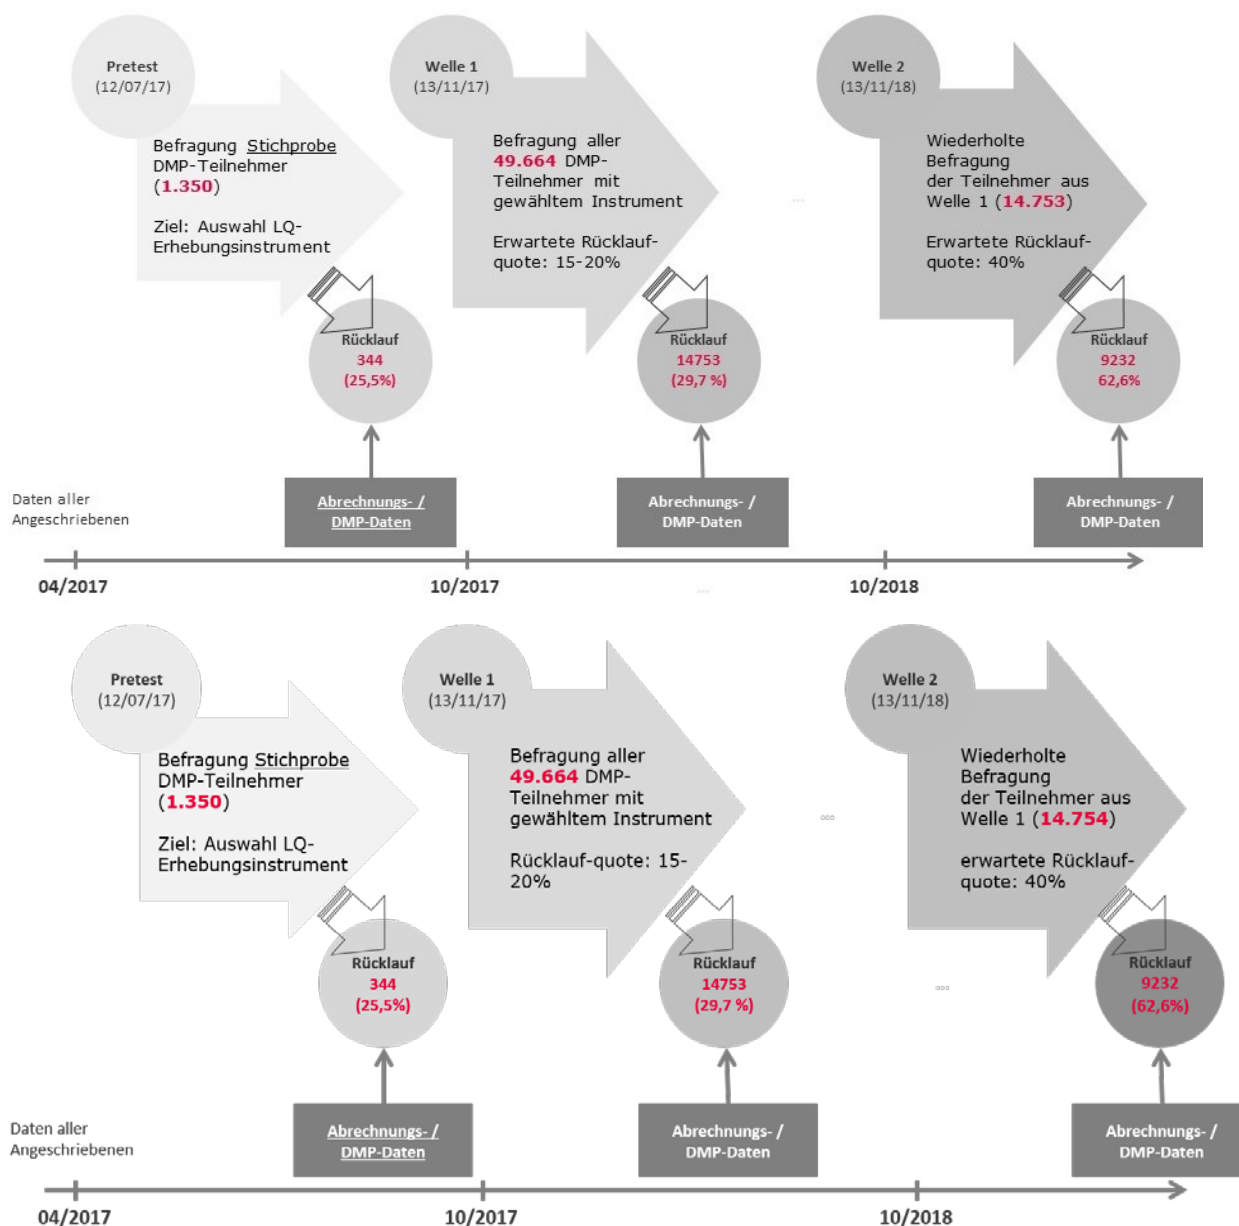 Pretest
(12/07/17)
Befragung Stichprobe
DMP-Teilnehmer
(1.350)
Ziel: Auswahl LQ-
Erhebungsinstrument
Rücklauf
344
(25,5%)
Abrechnungs- /
DMP-Daten
Welle 1
(13/11/17)
Befragung aller
49.664 DMP-
Teilnehmer mit
gewähltem Instrument
Erwartete Rücklauf-
quote: 15-20%
Rücklauf
14753
(29,7 %)
Abrechnungs- /
DMP-Daten
...
Welle 2
(13/11/18)
Wiederholte
Befragung
der Teilnehmer aus
Welle 1 (14.753)
Erwartete Rücklauf-
quote: 40%
Rücklauf
9232
62,6%
Abrechnungs- /
DMP-Daten
Daten aller
Angeschriebenen
04/2017
10/2017
...
10/2018
Pretest
(12/07/17)
Befragung Stichprobe
DMP-Teilnehmer
(1.350)
Ziel: Auswahl LQ-
Erhebungsinstrument
Rücklauf
344
(25,5%)
Abrechnungs- /
DMP-Daten
Welle 1
(13/11/17)
Befragung aller
49.664 DMP-
Teilnehmer mit
gewähltem Instrument
Rücklauf-quote: 15-
20%
Rücklauf
14753
(29,7 %)
Abrechnungs- /
DMP-Daten
...
...
Welle 2
(13/11/18)
Wiederholte
Befragung
der Teilnehmer aus
Welle 1 (14.754)
erwartete Rücklauf-
quote: 40%
Rücklauf
9232
(62,6%)
Abrechnungs- /
DMP-Daten
Daten aller
Angeschriebenen
04/2017
10/2017
10/2018